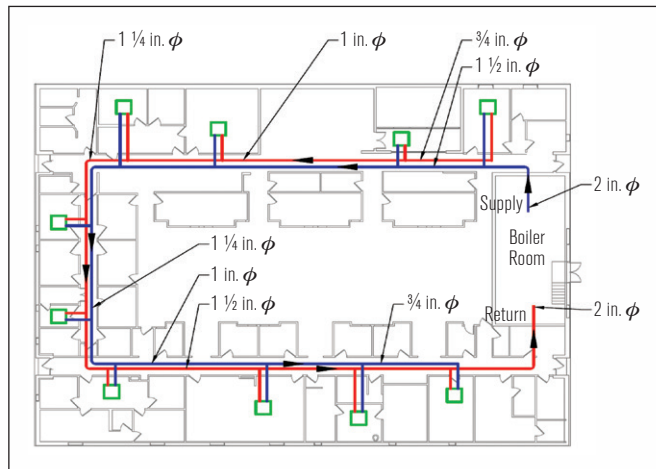 1 ¼ in. ϕ
1 in. ϕ
¾ in. ϕ
1 ½ in. ϕ
Supply
2 in. ϕ
Boiler
Room
1 ¼ in. ϕ
1 in. ϕ
1 ½ in. ϕ
¾ in. ϕ
Return
2 in. ϕ